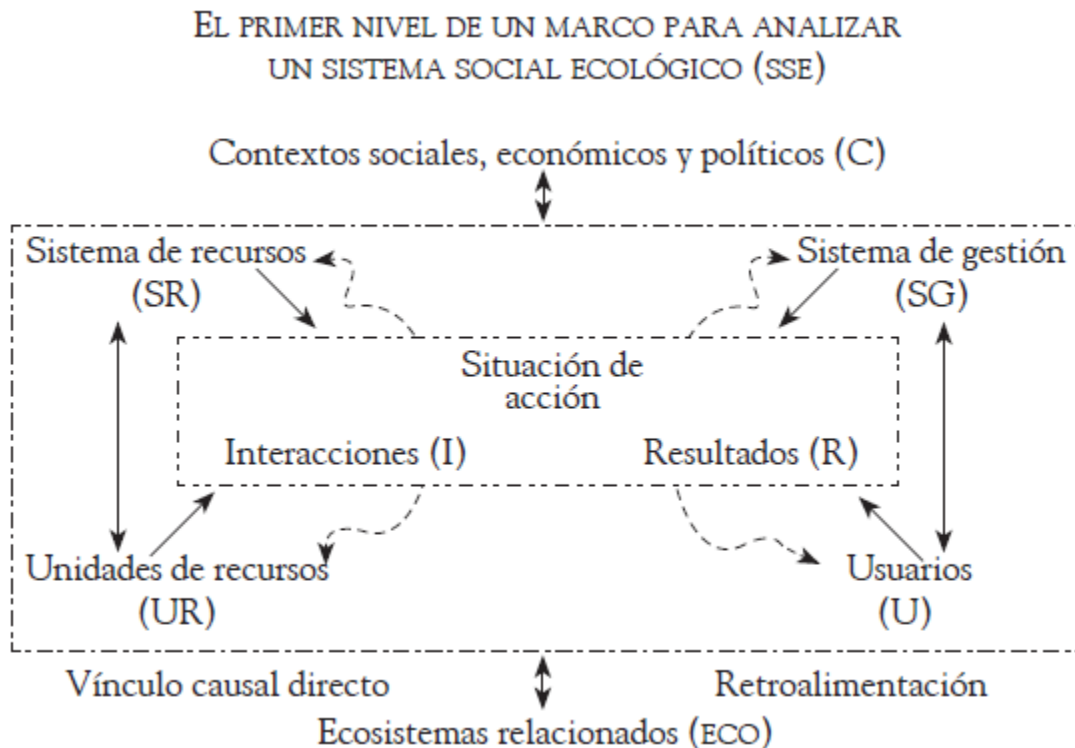 EL PRIMER NIVEL DE UN MARCO PARA ANALIZAR
UN SISTEMA SOCIAL ECOLÓGICO (SSE)
Contextos sociales, económicos y políticos (C)
Sistema de recursos
(SR)
Sistema de gestión
(SG)
Situación de
acción
Interacciones (I)
Resultados (R)
Unidades de recursos
(UR)
Usuarios
(U)
Vínculo causal directo
Retroalimentación
Ecosistemas relacionados (ECO)